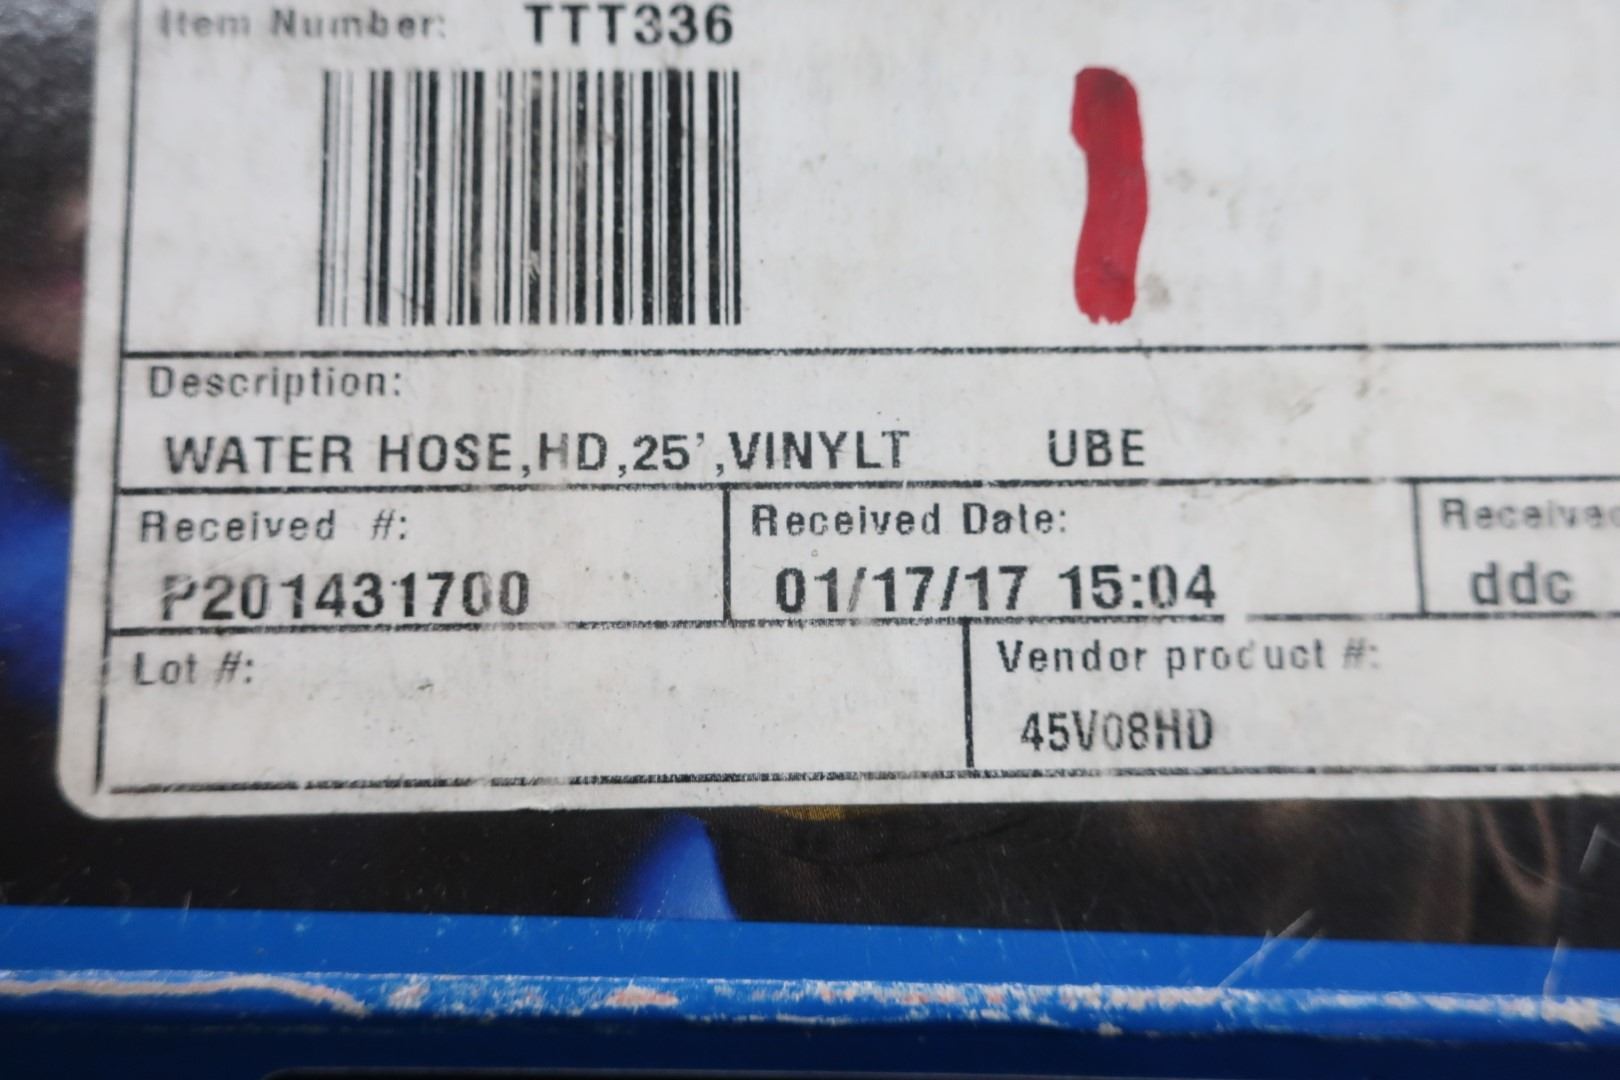 Item Number: TTT336
Description:
WATER HOSE,HD,25',VINYLT UBE
Received #: Received Date: Received
P201431700 01/17/17 15:04 ddc
Lot #: Vendor product #:
45V08HD